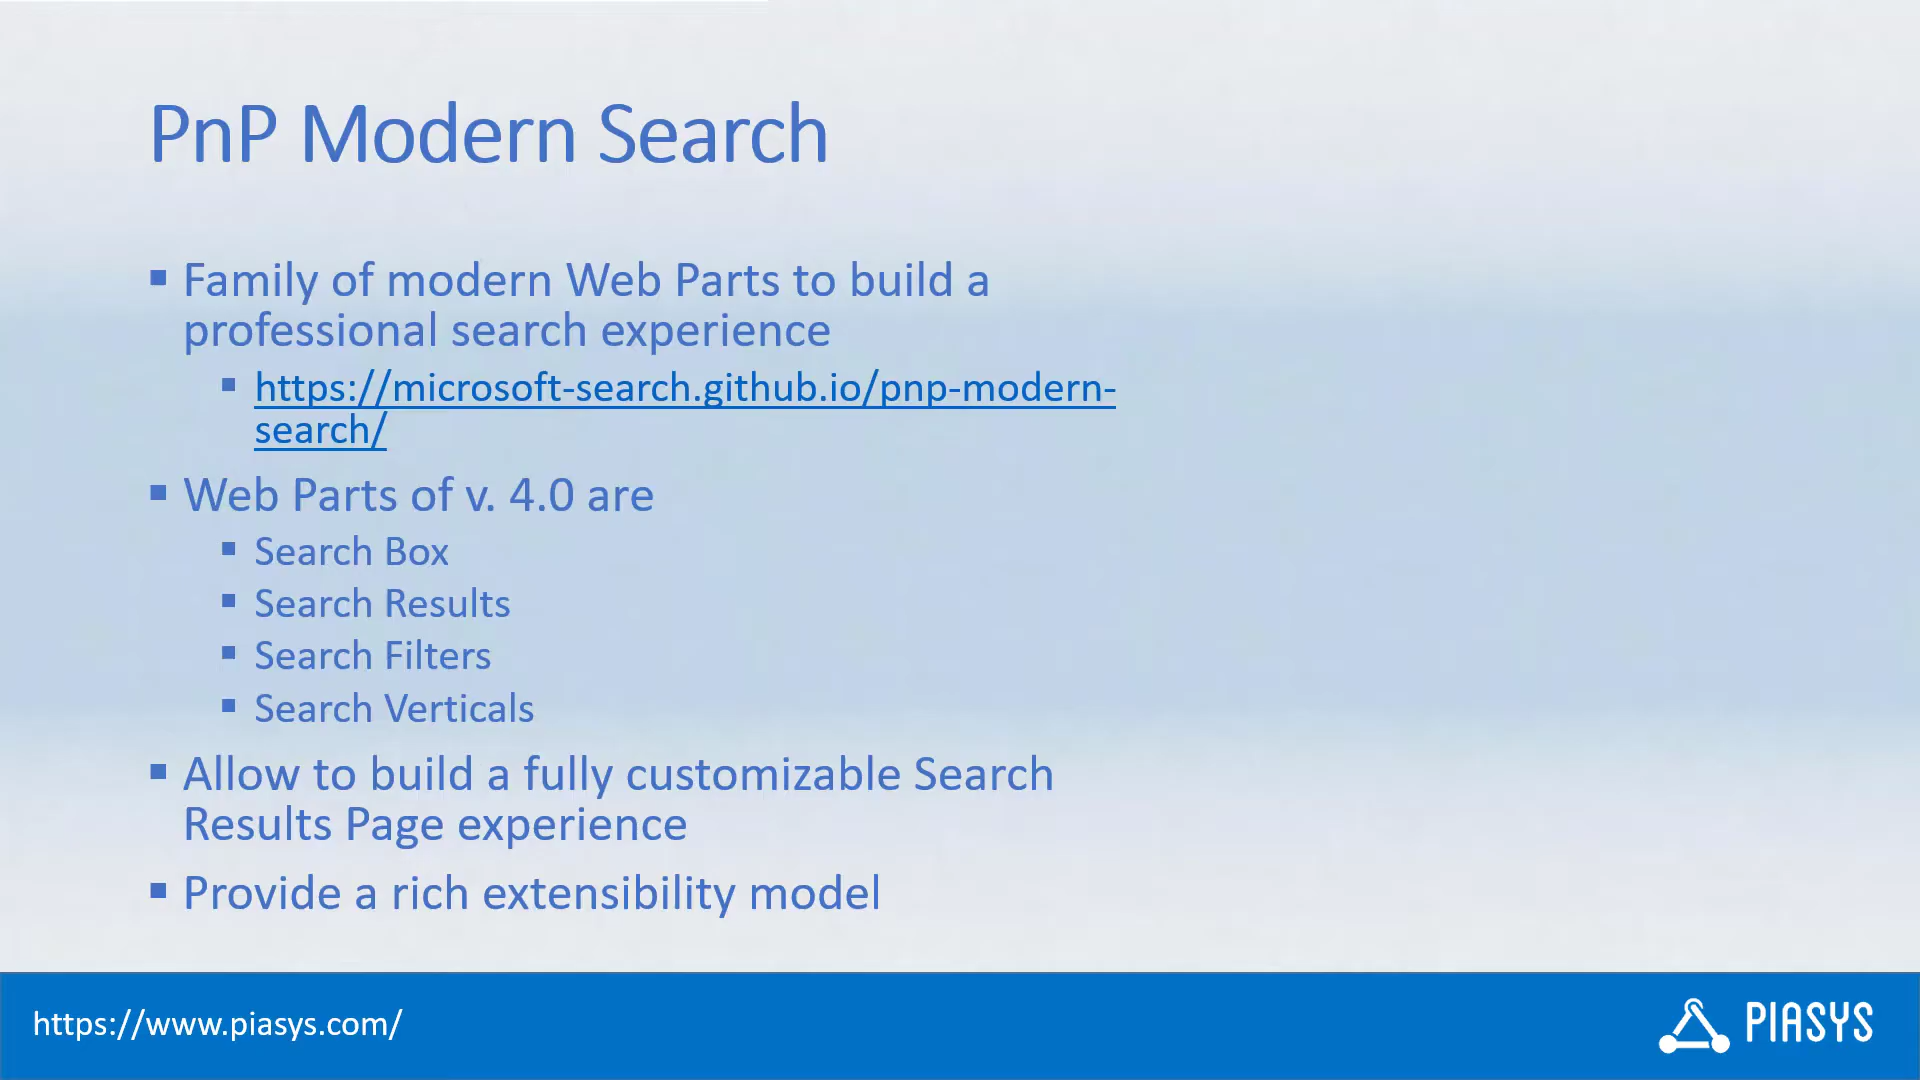 PnP Modern Search
▪ Family of modern Web Parts to build a
professional search experience
▪ https://microsoft-search.github.io/pnp-modern-
search/
▪ Web Parts of v. 4.0 are
▪ Search Box
▪ Search Results
▪ Search Filters
▪ Search Verticals
▪ Allow to build a fully customizable Search
Results Page experience
▪ Provide a rich extensibility model
https://www.piasys.com/
PIASYS